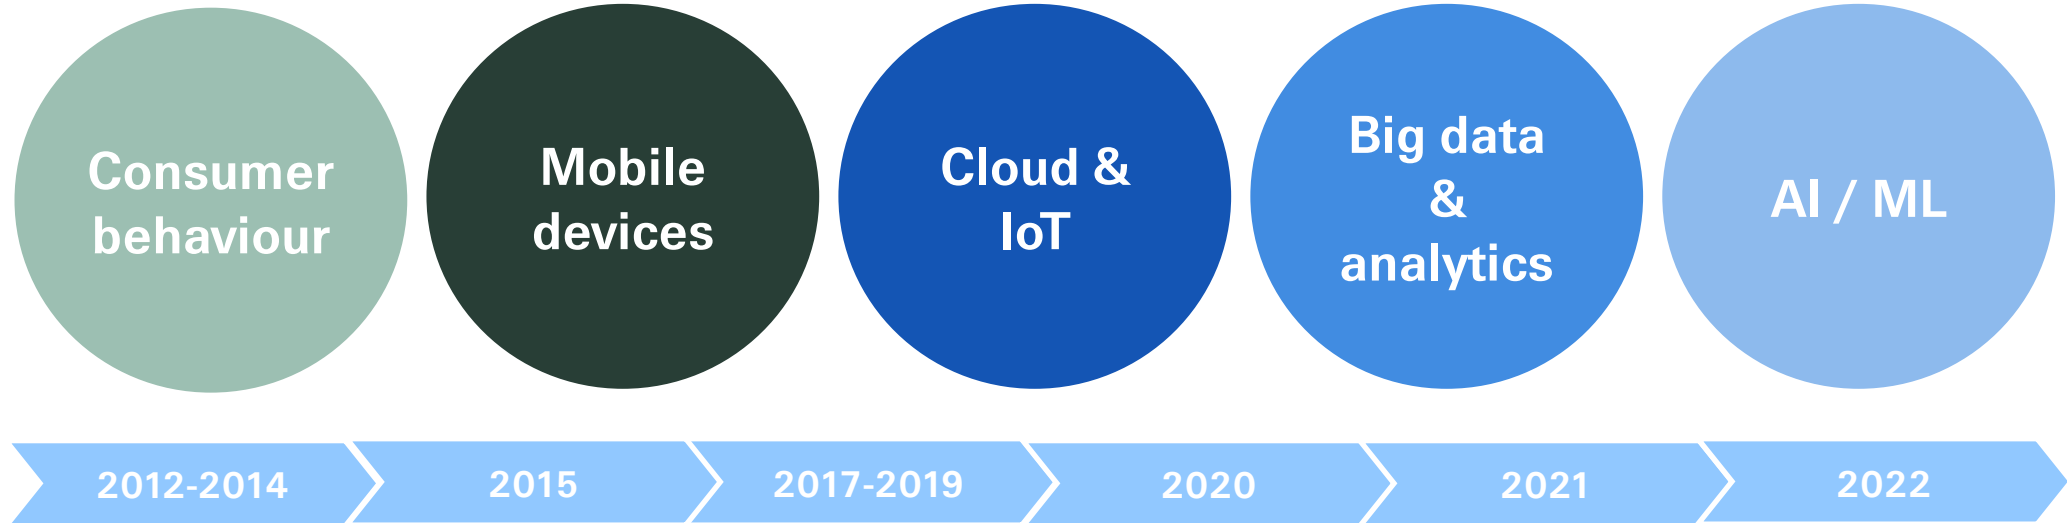 Consumer
behaviour
Mobile
devices
Cloud &
IoT
Big data
&
analytics
AI / ML
2012-2014
2015
2017-2019
2020
2021
2022